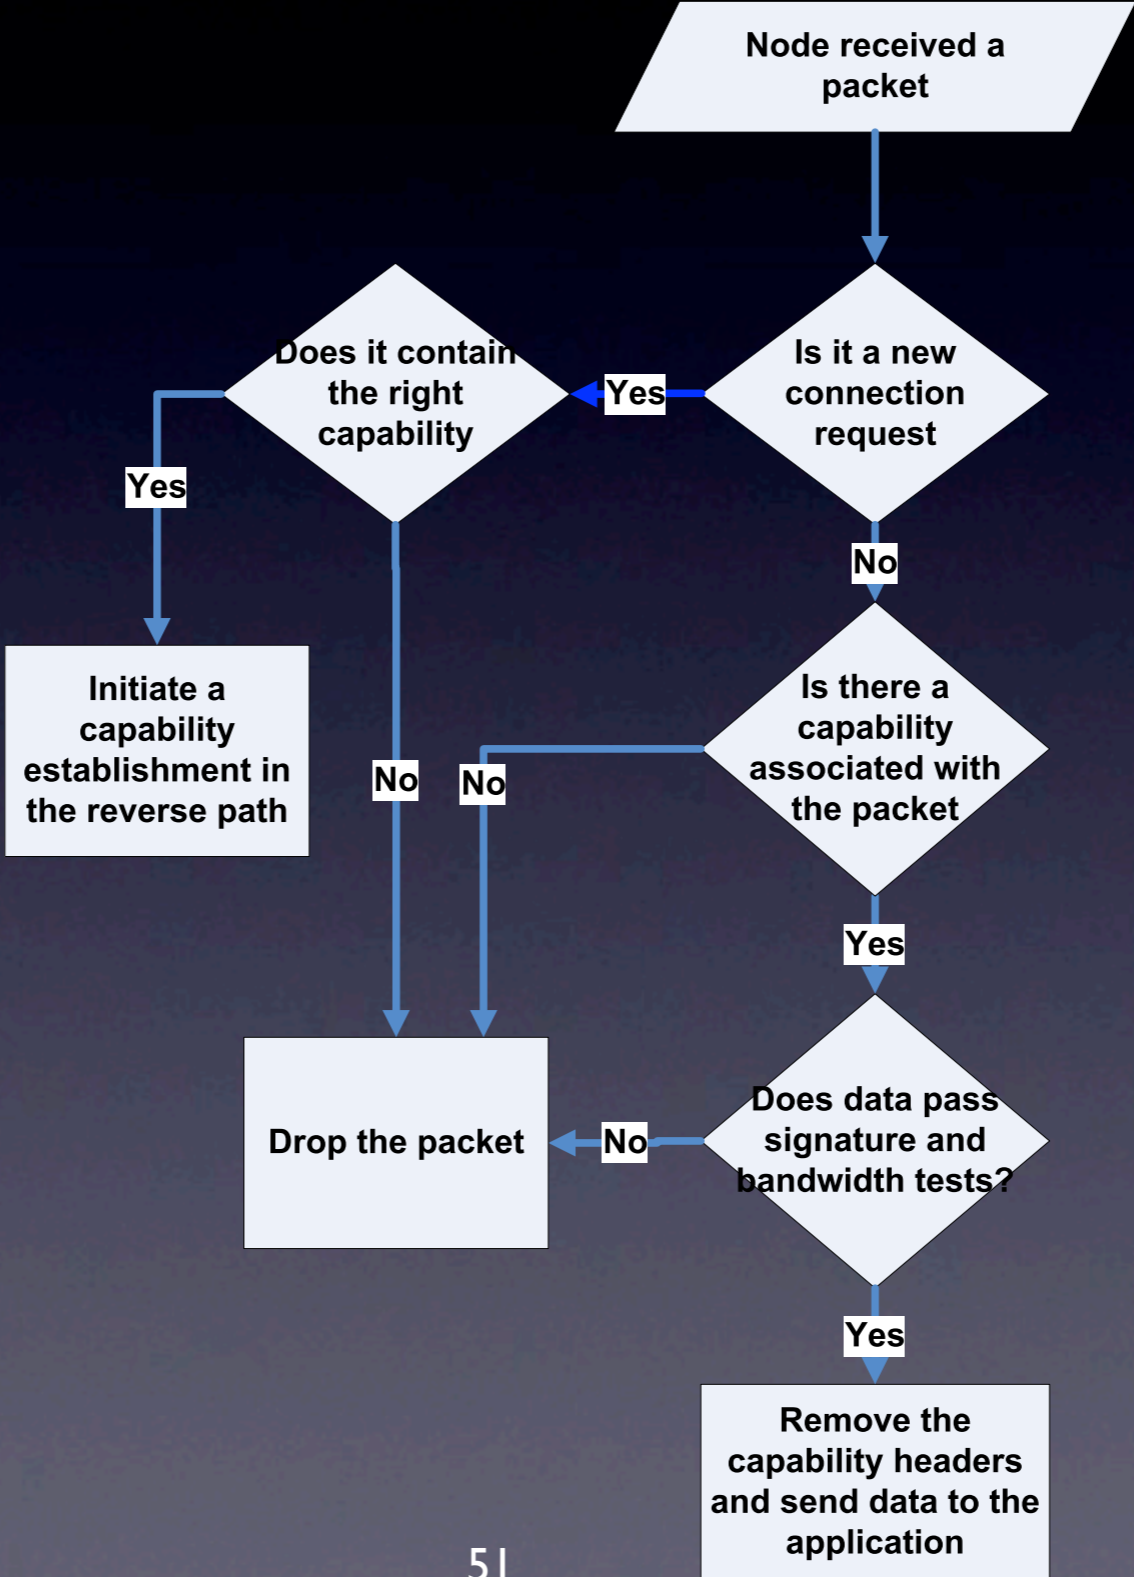 Node received a
packet
Does it contain
the right
capability
Yes
Is it a new
connection
request
Yes
No
Initiate a
capability
establishment in
the reverse path
No
No
Is there a
capability
associated with
the packet
Yes
Drop the packet
No
Does data pass
signature and
bandwidth tests?
Yes
Remove the
capability headers
and send data to the
application
51